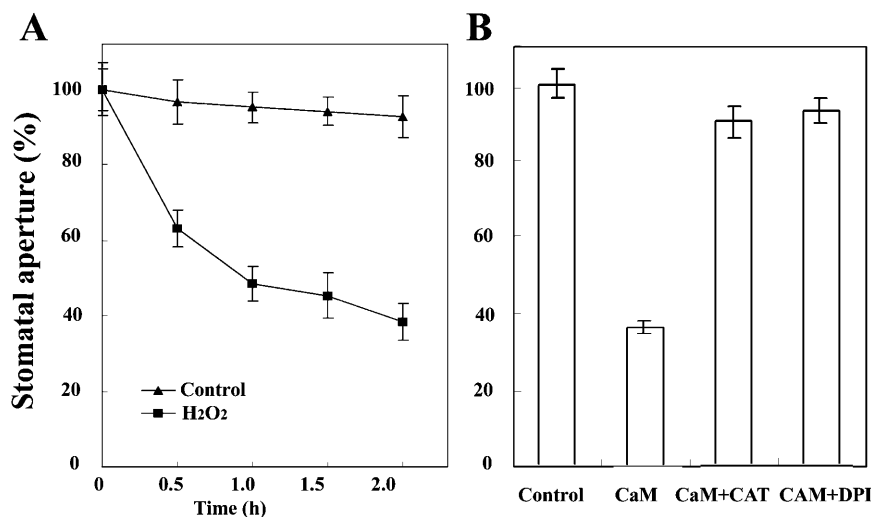 A
B
Stomatal aperture (%)
100
80
60
40
20
0
Control
H2O2
0
0.5
1.0
1.5
2.0
Time (h)
100
80
60
40
20
0
Control
CaM
CaM+CAT
CAM+DPI